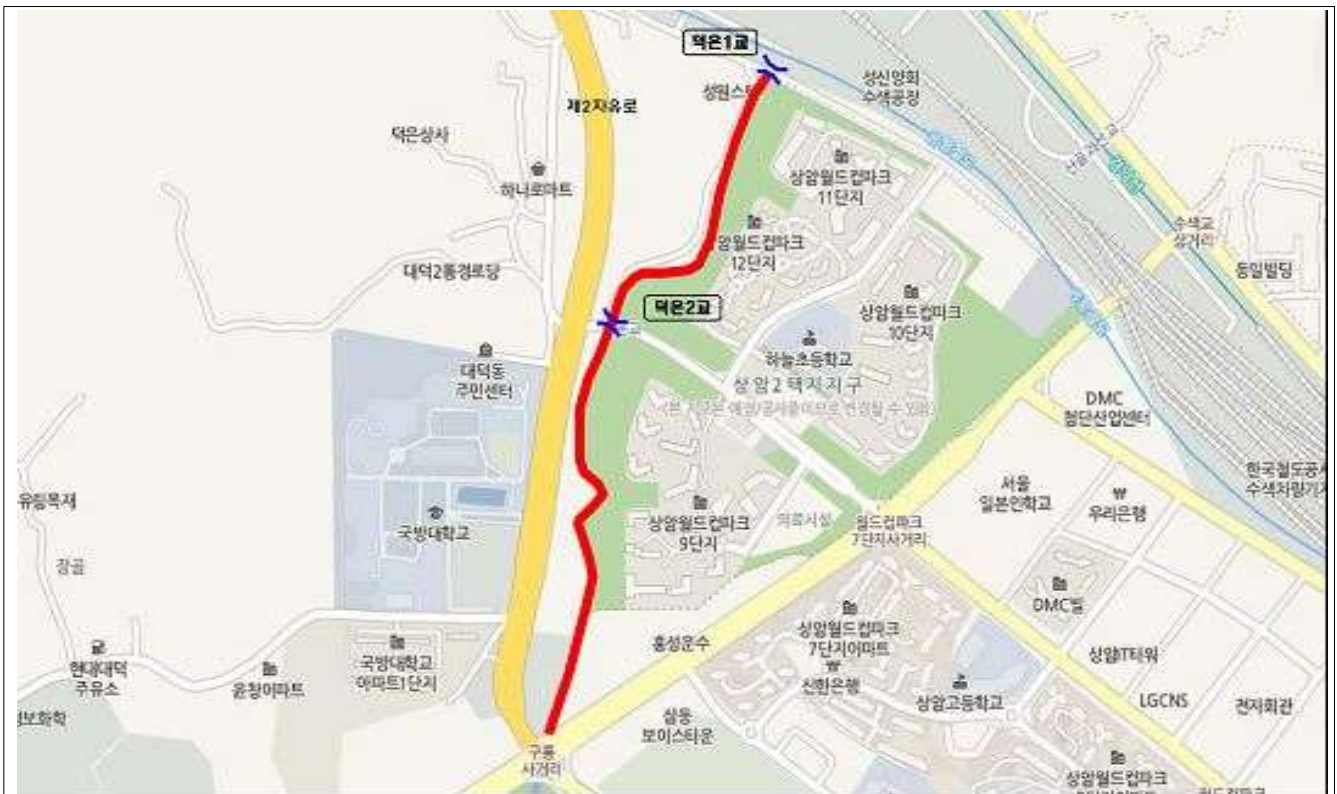 덕은1교
성신양회
수색공장
성원스
제2자유로
덕은상사
하나로마트
상암월드컵파크
11단지
수색교
삼거리
동일빌딩
암월드컵파크
12단지
대덕2통경로당
덕은2교
상암월드컵파크
10단지
하늘초등학교
대덕동
주민센터
상암2택지지구
DMC
첨단산업센터
한국철도공사
수색차량기지
서울
일본인학교
우리은행
유림목재
국방대학교
상암월드컵파크
9단지
의료시설
월드컵파크
7단지사거리
장골
DMC빌
홍성운수
상암월드컵파크
7단지아파트
신한은행
국방대학교
아파트1단지
현대대덕
주유소
윤창아파트
상암IT타워
상암고등학교
LGCNS
전자회관
정보화학
삼동
보이스타운
구룡
사거리
상암월드컵파크